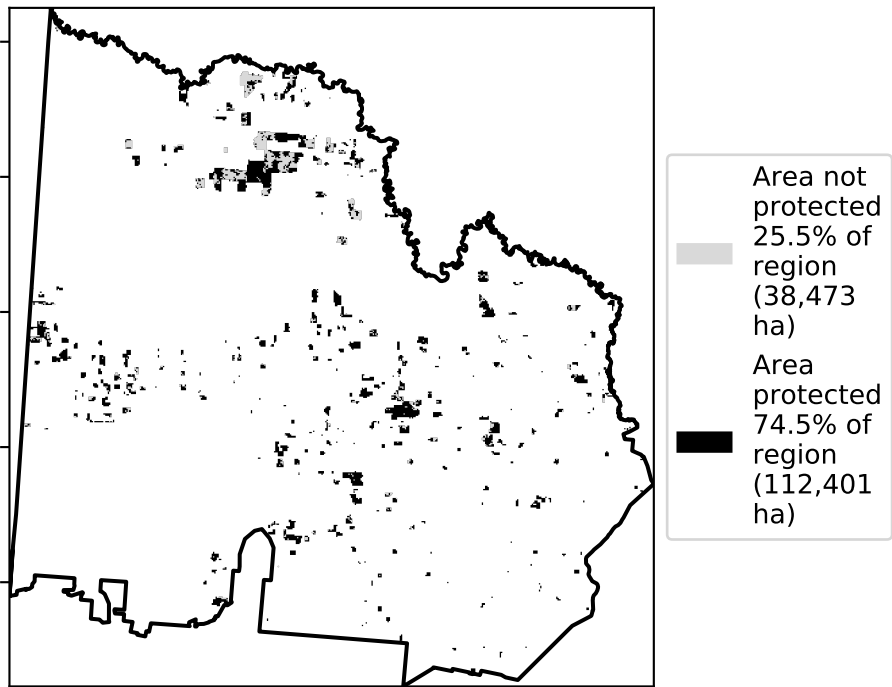 Area not
protected
25.5% of
region
(38,473
ha)
Area
protected
74.5% of
region
(112,401
ha)